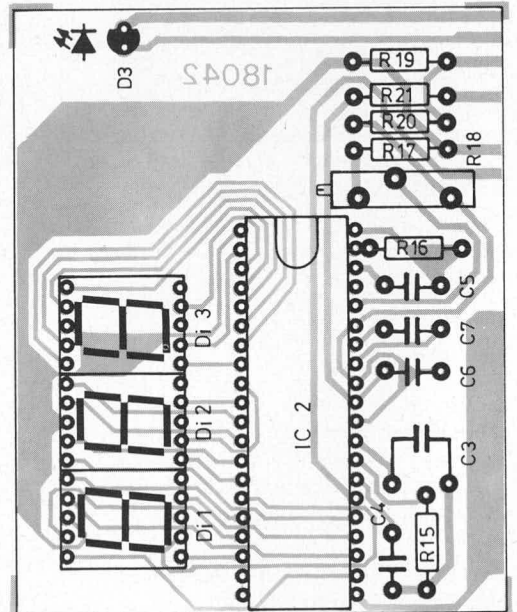 D3
18042
R19
R21
R20
R17
R18
R16
C5
Di 3
C7
C6
Di 2
IC 2
C3
Di 1
C4
R15